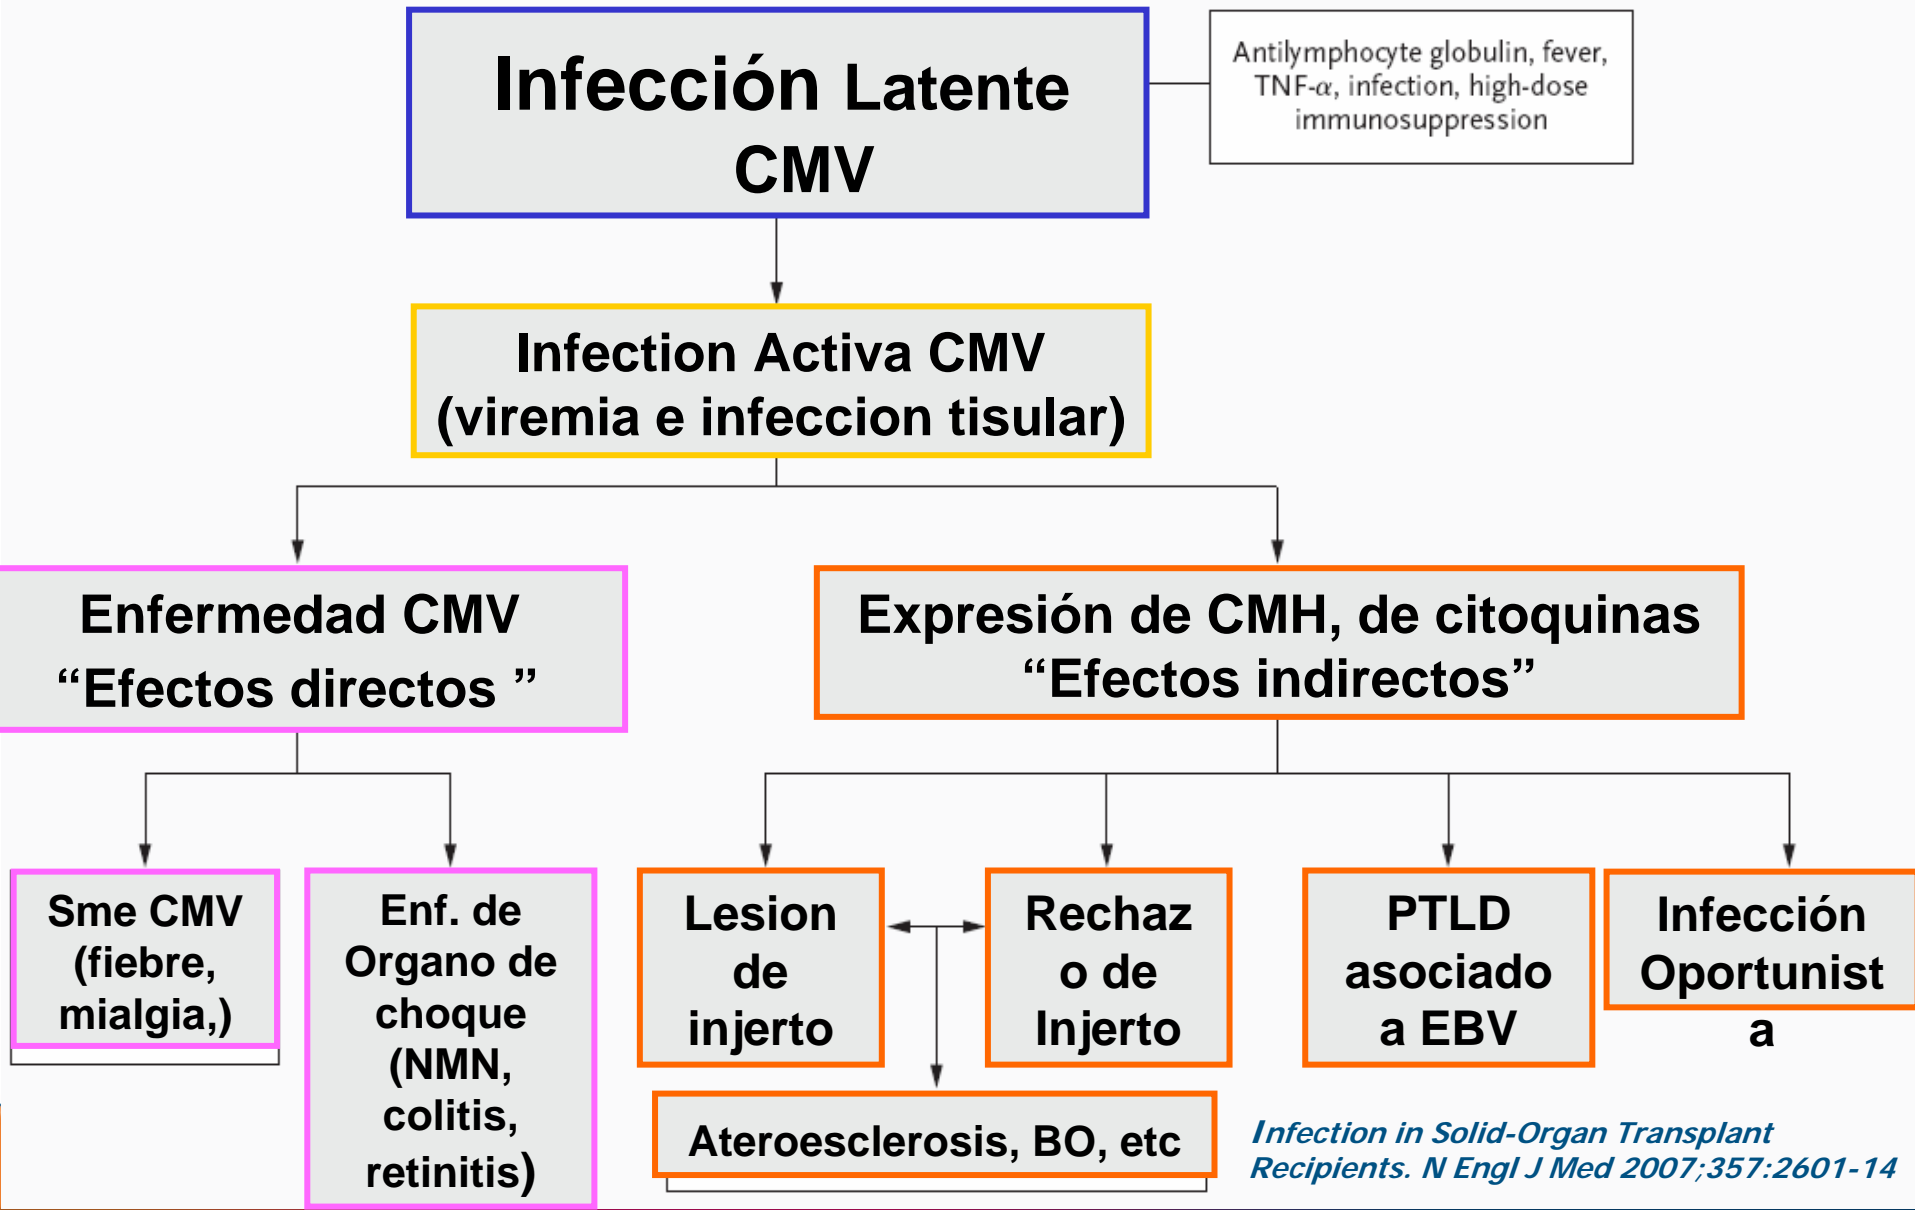 Infección Latente
CMV
Antilymphocyte globulin, fever,
TNF-α, infection, high-dose
immunosuppression
Infection Activa CMV
(viremia e infeccion tisular)
Enfermedad CMV
“Efectos directos ”
Expresión de CMH, de citoquinas
“Efectos indirectos”
Sme CMV
(fiebre,
mialgia,)
Enf. de
Organo de
choque
(NMN,
colitis,
retinitis)
Lesion
de
injerto
Rechaz
o de
Injerto
PTLD
asociado
a EBV
Infección
Oportunist
a
Ateroesclerosis, BO, etc
Infection in Solid-Organ Transplant
Recipients. N Engl J Med 2007;357:2601-14